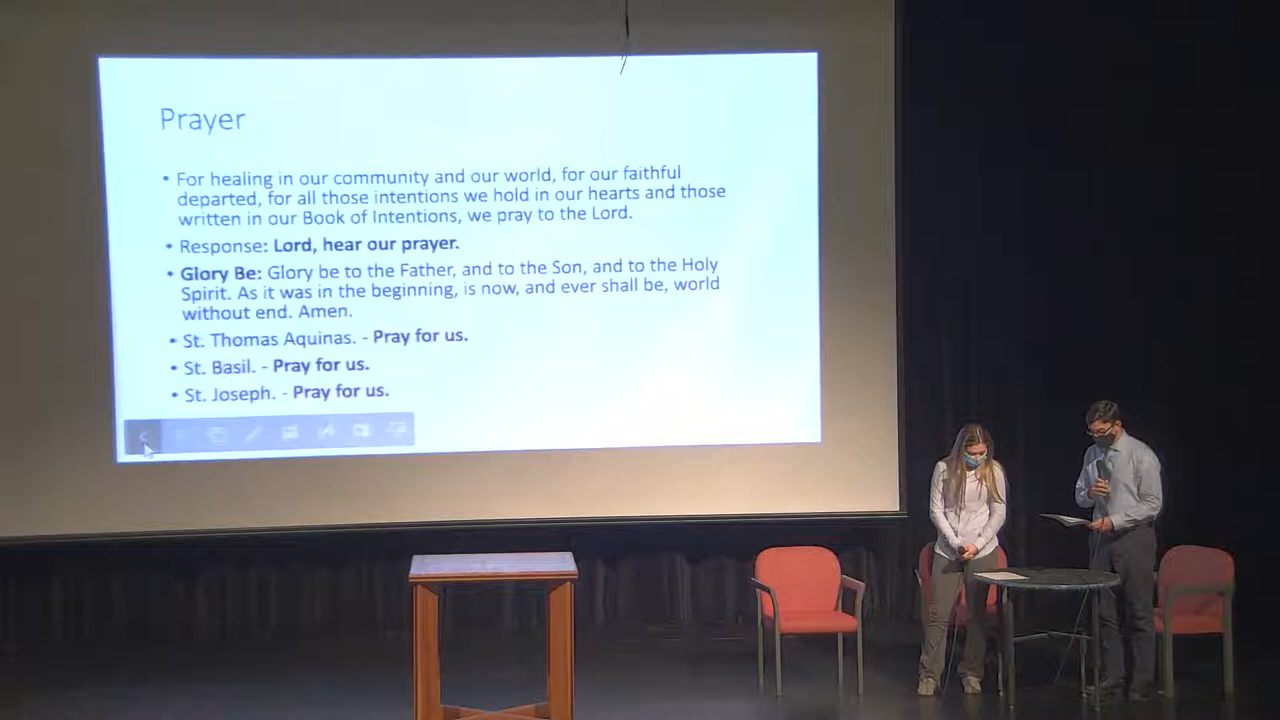 Prayer
• For healing in our community and our world, for our faithful
departed, for all those intentions we hold in our hearts and those
written in our Book of Intentions, we pray to the Lord.
• Response: Lord, hear our prayer.
• Glory Be: Glory be to the Father, and to the Son, and to the Holy
Spirit. As it was in the beginning, is now, and ever shall be, world
without end. Amen.
• St. Thomas Aquinas. - Pray for us.
• St. Basil. - Pray for us.
• St. Joseph. - Pray for us.